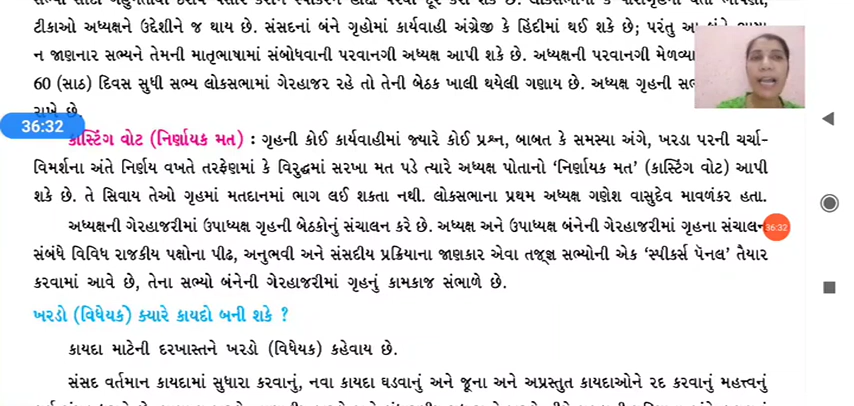 ટીકાઓ અધ્યક્ષને ઉદ્દેશીને જ થાય છે. સંસદનાં બંને ગૃહોમાં કાર્યવાહી અંગ્રેજી કે હિંદીમાં થઈ શકે છે; પરંતુ
ન જાણનાર સભ્યને તેમની માતૃભાષામાં સંબોધવાની પરવાનગી અધ્યક્ષ આપી શકે છે. અધ્યક્ષની પરવાનગી મેળવ્યા
60 (સાઠ) દિવસ સુધી સભ્ય લોકસભામાં ગેરહાજર રહે તો તેની બેઠક ખાલી થયેલી ગણાય છે. અધ્યક્ષ ગૃહની
રાખે છે.
36:32
કાસ્ટિંગ વોટ (નિર્ણાયક મત) : ગૃહની કોઈ કાર્યવાહીમાં જ્યારે કોઈ પ્રશ્ન, બાબત કે સમસ્યા અંગે, ખરડા પરની ચર્ચા-
વિમર્શના અંતે નિર્ણય વખતે તરફેણમાં કે વિરુદ્ધમાં સરખા મત પડે ત્યારે અધ્યક્ષ પોતાનો ‘નિર્ણાયક મત’ (કાસ્ટિંગ વોટ) આપી
શકે છે. તે સિવાય તેઓ ગૃહમાં મતદાનમાં ભાગ લઈ શકતા નથી. લોકસભાના પ્રથમ અધ્યક્ષ ગણેશ વાસુદેવ માવળંકર હતા.
અધ્યક્ષની ગેરહાજરીમાં ઉપાધ્યક્ષ ગૃહની બેઠકોનું સંચાલન કરે છે. અધ્યક્ષ અને ઉપાધ્યક્ષ બંનેની ગેરહાજરીમાં ગૃહના સંચાલન
36:32
સંબંધે વિવિધ રાજકીય પક્ષોના પીઢ, અનુભવી અને સંસદીય પ્રક્રિયાના જાણકાર એવા તજ્જ્ઞ સભ્યોની એક ‘સ્પીકર્સ પૅનલ’ તૈયાર
કરવામાં આવે છે, તેના સભ્યો બંનેની ગેરહાજરીમાં ગૃહનું કામકાજ સંભાળે છે.
ખરડો (વિધેયક) ક્યારે કાયદો બની શકે ?
કાયદા માટેની દરખાસ્તને ખરડો (વિધેયક) કહેવાય છે.
સંસદ વર્તમાન કાયદામાં સુધારા કરવાનું, નવા કાયદા ઘડવાનું અને જૂના અને અપ્રસ્તુત કાયદાઓને રદ કરવાનું મહત્ત્વનું